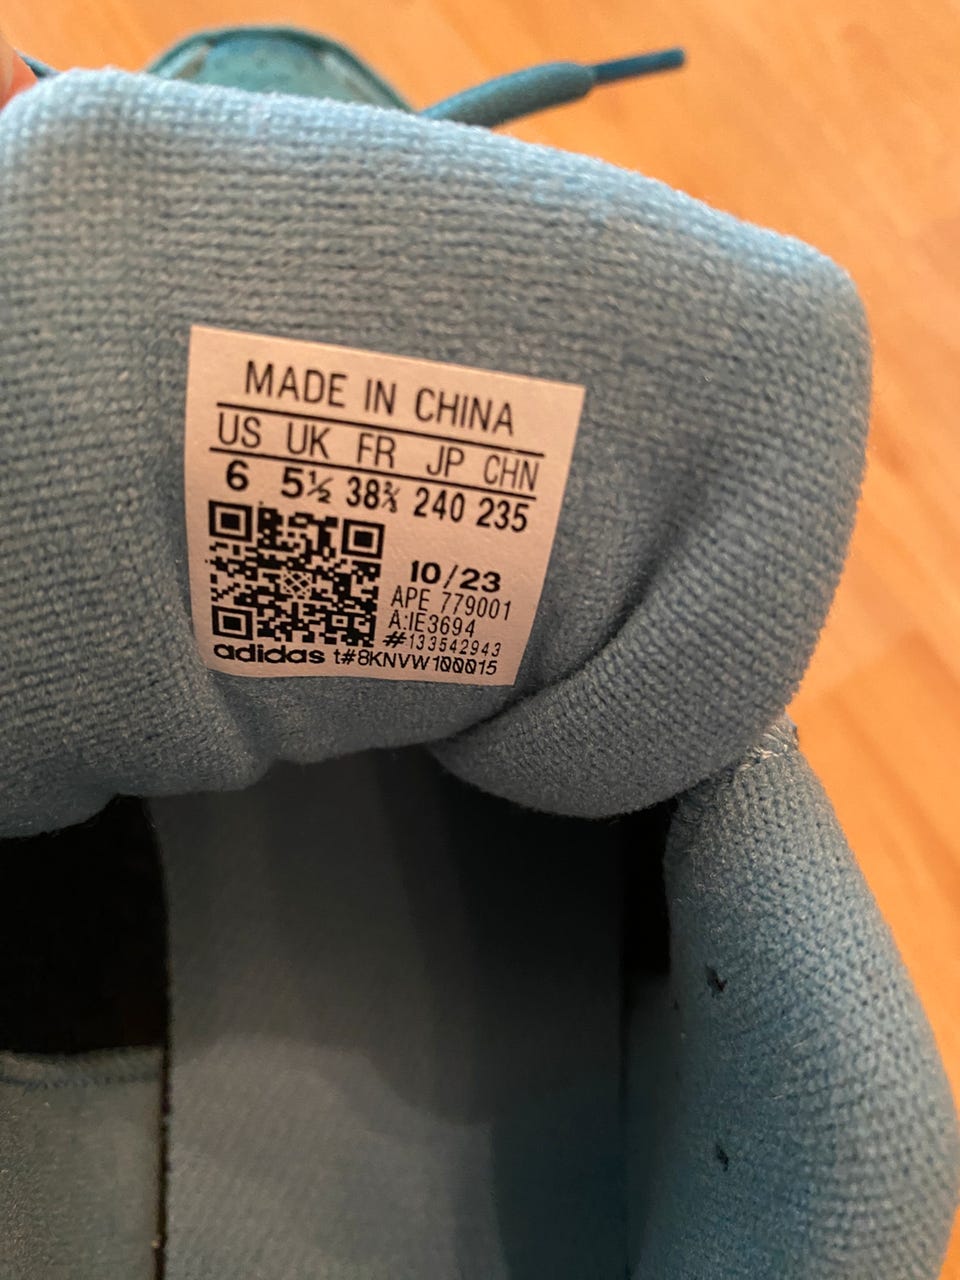 MADE IN CHINA
US UK FR JP CHN
6 5½ 38⅔ 240 235
10/23
APE 779001
A:IE3694
#133542943
adidas t#8KNVW100015